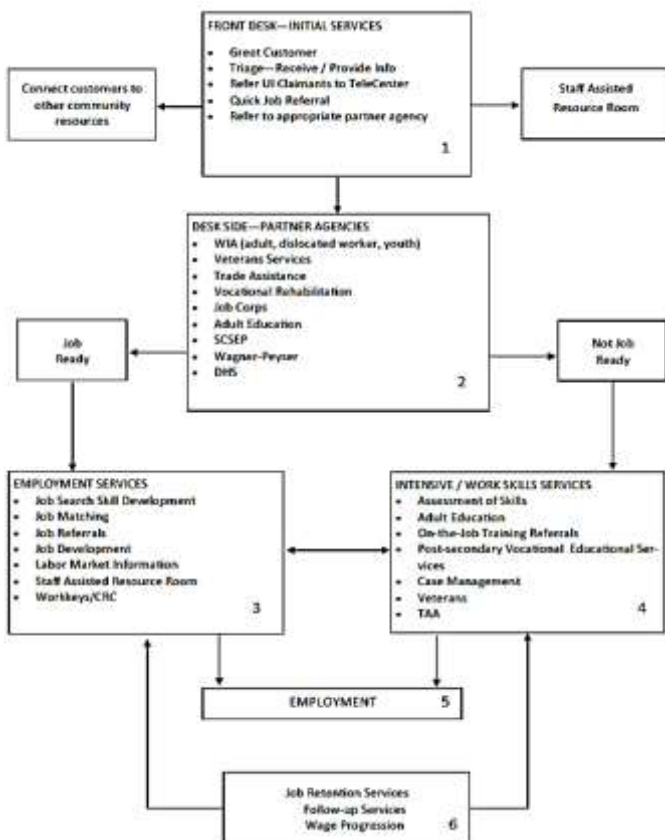 FRONT DESK—INITIAL SERVICES
• Greet Customer
• Triage—Receive / Provide Info
• Refer UI Claimants to TeleCenter
• Quick Job Referral
• Refer to appropriate partner agency
1
Connect customers to
other community
resources
Staff Assisted
Resource Room
DESK SIDE—PARTNER AGENCIES
• WIA (adult, dislocated worker, youth)
• Veterans Services
• Trade Assistance
• Vocational Rehabilitation
• Job Corps
• Adult Education
• SCSEP
• Wagner-Peyser
• DHS
2
Job
Ready
Not Job
Ready
EMPLOYMENT SERVICES
• Job Search Skill Development
• Job Matching
• Job Referrals
• Job Development
• Labor Market Information
• Staff Assisted Resource Room
• Workkeys/CRC
3
INTENSIVE / WORK SKILLS SERVICES
• Assessment of Skills
• Adult Education
• On-the-Job Training Referrals
• Post-secondary Vocational Educational Ser-
vices
• Case Management
• Veterans
• TAA
4
EMPLOYMENT 5
Job Retention Services
Follow-up Services
Wage Progression 6